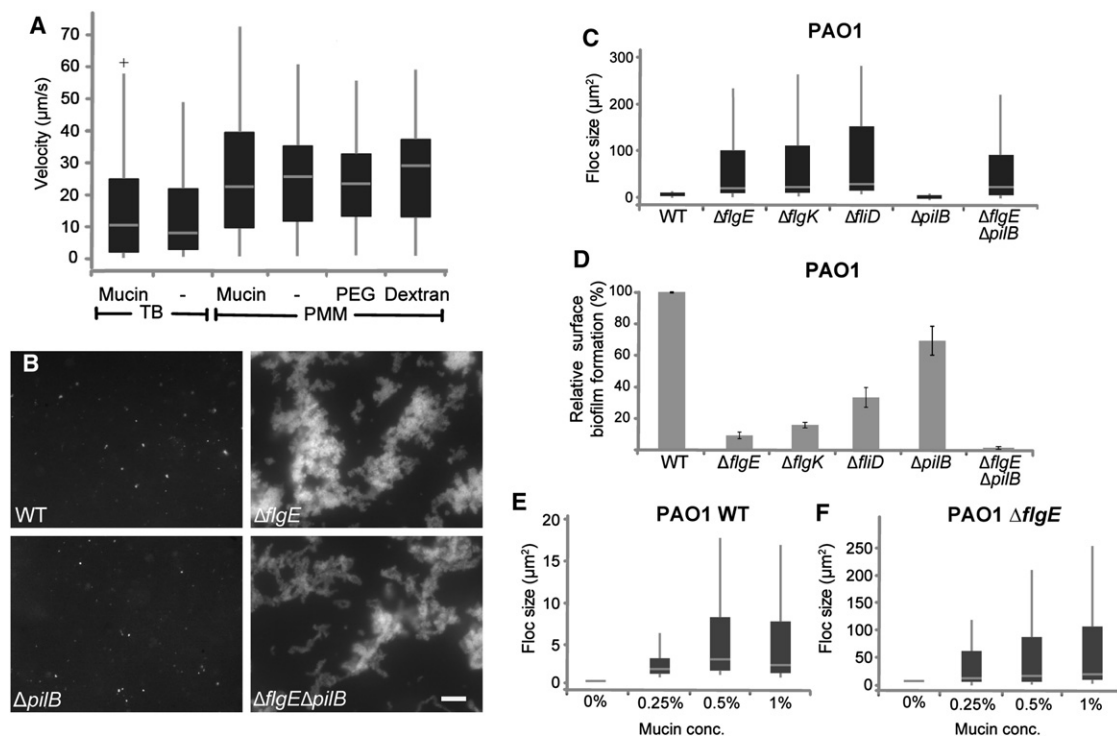 A
Velocity (µm/s)
70
60
50
40
30
20
10
0
+
Mucin - Mucin - PEG Dextran
TB PMM
B
WT
ΔflgE
ΔpilB
ΔflgEΔpilB
C
PAO1
Floc size (µm²)
300
200
100
0
WT ΔflgE ΔflgK ΔfliD ΔpilB ΔflgE
ΔpilB
D
PAO1
Relative surface
biofilm formation (%)
100
80
60
40
20
WT ΔflgE ΔflgK ΔfliD ΔpilB ΔflgE
ΔpilB
E
PAO1 WT
Floc size (µm²)
20
15
10
5
0
0% 0.25% 0.5% 1%
Mucin conc.
F
PAO1 ΔflgE
Floc size (µm²)
250
200
150
100
50
0
0% 0.25% 0.5% 1%
Mucin conc.